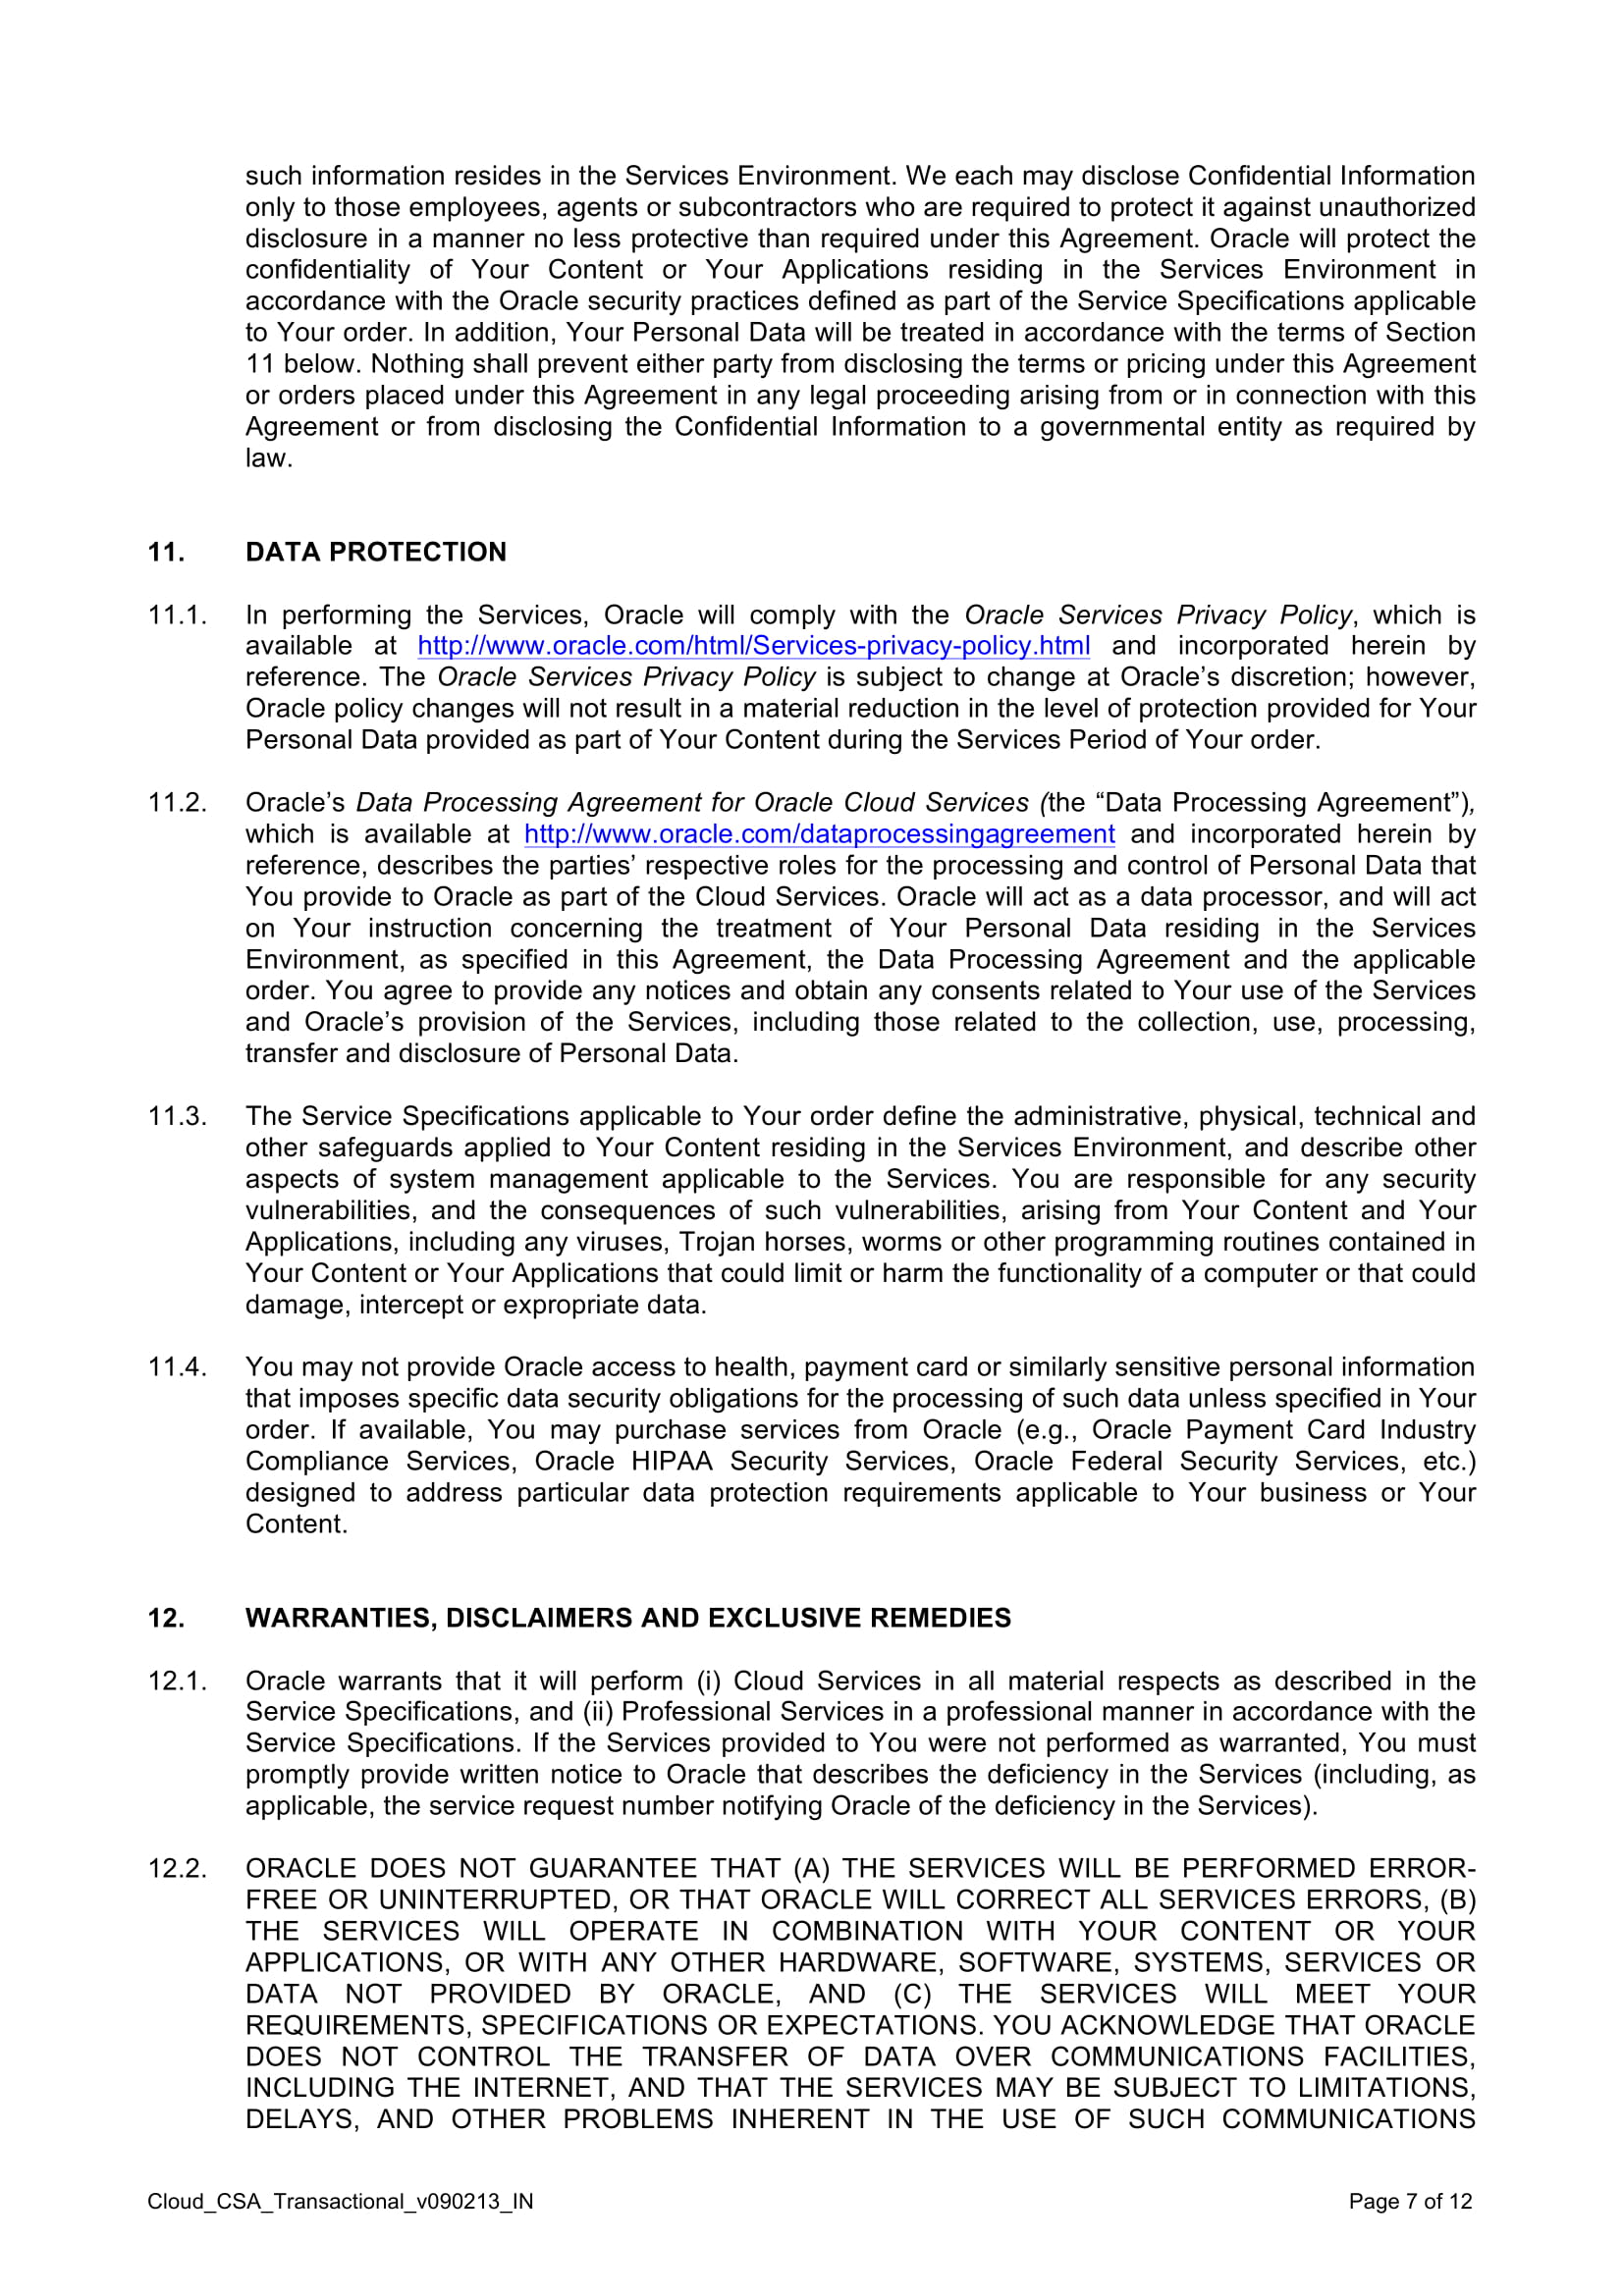 such information resides in the Services Environment. We each may disclose Confidential Information
only to those employees, agents or subcontractors who are required to protect it against unauthorized
disclosure in a manner no less protective than required under this Agreement. Oracle will protect the
confidentiality of Your Content or Your Applications residing in the Services Environment in
accordance with the Oracle security practices defined as part of the Service Specifications applicable
to Your order. In addition, Your Personal Data will be treated in accordance with the terms of Section
11 below. Nothing shall prevent either party from disclosing the terms or pricing under this Agreement
or orders placed under this Agreement in any legal proceeding arising from or in connection with this
Agreement or from disclosing the Confidential Information to a governmental entity as required by
law.
11. DATA PROTECTION
11.1. In performing the Services, Oracle will comply with the Oracle Services Privacy Policy, which is
available at http://www.oracle.com/html/Services-privacy-policy.html and incorporated herein by
reference. The Oracle Services Privacy Policy is subject to change at Oracle’s discretion; however,
Oracle policy changes will not result in a material reduction in the level of protection provided for Your
Personal Data provided as part of Your Content during the Services Period of Your order.
11.2. Oracle’s Data Processing Agreement for Oracle Cloud Services (the “Data Processing Agreement”),
which is available at http://www.oracle.com/dataprocessingagreement and incorporated herein by
reference, describes the parties’ respective roles for the processing and control of Personal Data that
You provide to Oracle as part of the Cloud Services. Oracle will act as a data processor, and will act
on Your instruction concerning the treatment of Your Personal Data residing in the Services
Environment, as specified in this Agreement, the Data Processing Agreement and the applicable
order. You agree to provide any notices and obtain any consents related to Your use of the Services
and Oracle’s provision of the Services, including those related to the collection, use, processing,
transfer and disclosure of Personal Data.
11.3. The Service Specifications applicable to Your order define the administrative, physical, technical and
other safeguards applied to Your Content residing in the Services Environment, and describe other
aspects of system management applicable to the Services. You are responsible for any security
vulnerabilities, and the consequences of such vulnerabilities, arising from Your Content and Your
Applications, including any viruses, Trojan horses, worms or other programming routines contained in
Your Content or Your Applications that could limit or harm the functionality of a computer or that could
damage, intercept or expropriate data.
11.4. You may not provide Oracle access to health, payment card or similarly sensitive personal information
that imposes specific data security obligations for the processing of such data unless specified in Your
order. If available, You may purchase services from Oracle (e.g., Oracle Payment Card Industry
Compliance Services, Oracle HIPAA Security Services, Oracle Federal Security Services, etc.)
designed to address particular data protection requirements applicable to Your business or Your
Content.
12. WARRANTIES, DISCLAIMERS AND EXCLUSIVE REMEDIES
12.1. Oracle warrants that it will perform (i) Cloud Services in all material respects as described in the
Service Specifications, and (ii) Professional Services in a professional manner in accordance with the
Service Specifications. If the Services provided to You were not performed as warranted, You must
promptly provide written notice to Oracle that describes the deficiency in the Services (including, as
applicable, the service request number notifying Oracle of the deficiency in the Services).
12.2. ORACLE DOES NOT GUARANTEE THAT (A) THE SERVICES WILL BE PERFORMED ERROR-
FREE OR UNINTERRUPTED, OR THAT ORACLE WILL CORRECT ALL SERVICES ERRORS, (B)
THE SERVICES WILL OPERATE IN COMBINATION WITH YOUR CONTENT OR YOUR
APPLICATIONS, OR WITH ANY OTHER HARDWARE, SOFTWARE, SYSTEMS, SERVICES OR
DATA NOT PROVIDED BY ORACLE, AND (C) THE SERVICES WILL MEET YOUR
REQUIREMENTS, SPECIFICATIONS OR EXPECTATIONS. YOU ACKNOWLEDGE THAT ORACLE
DOES NOT CONTROL THE TRANSFER OF DATA OVER COMMUNICATIONS FACILITIES,
INCLUDING THE INTERNET, AND THAT THE SERVICES MAY BE SUBJECT TO LIMITATIONS,
DELAYS, AND OTHER PROBLEMS INHERENT IN THE USE OF SUCH COMMUNICATIONS
Cloud_CSA_Transactional_v090213_IN Page 7 of 12